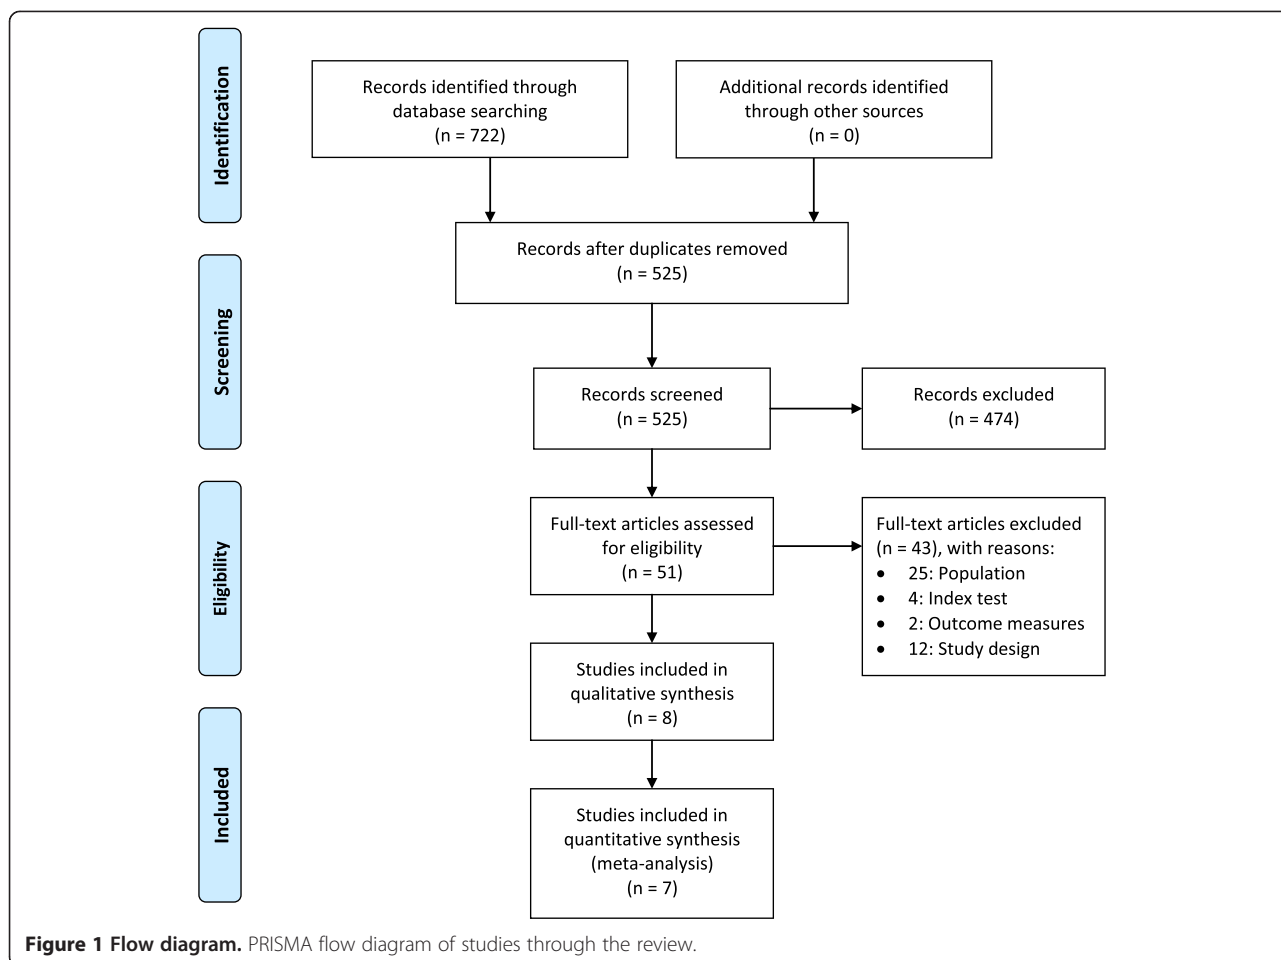 Identification
Records identified through
database searching
(n = 722)
Additional records identified
through other sources
(n = 0)
Records after duplicates removed
(n = 525)
Screening
Records screened
(n = 525)
Records excluded
(n = 474)
Eligibility
Full-text articles assessed
for eligibility
(n = 51)
Full-text articles excluded
(n = 43), with reasons:
• 25: Population
• 4: Index test
• 2: Outcome measures
• 12: Study design
Studies included in
qualitative synthesis
(n = 8)
Included
Studies included in
quantitative synthesis
(meta-analysis)
(n = 7)
Figure 1 Flow diagram. PRISMA flow diagram of studies through the review.